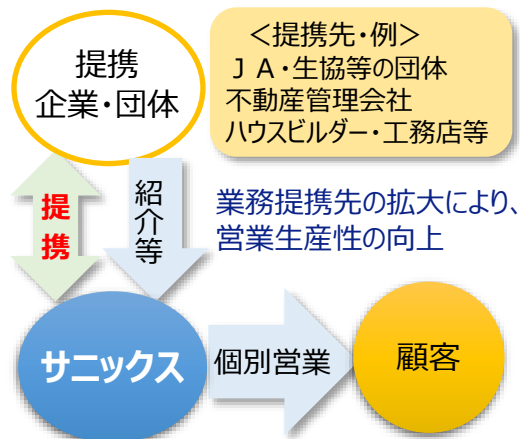 提携
企業・団体
＜提携先・例＞
ＪＡ・生協等の団体
不動産管理会社
ハウスビルダー・工務店等
提携
紹介等
業務提携先の拡大により、
営業生産性の向上
サニックス
個別営業
顧客